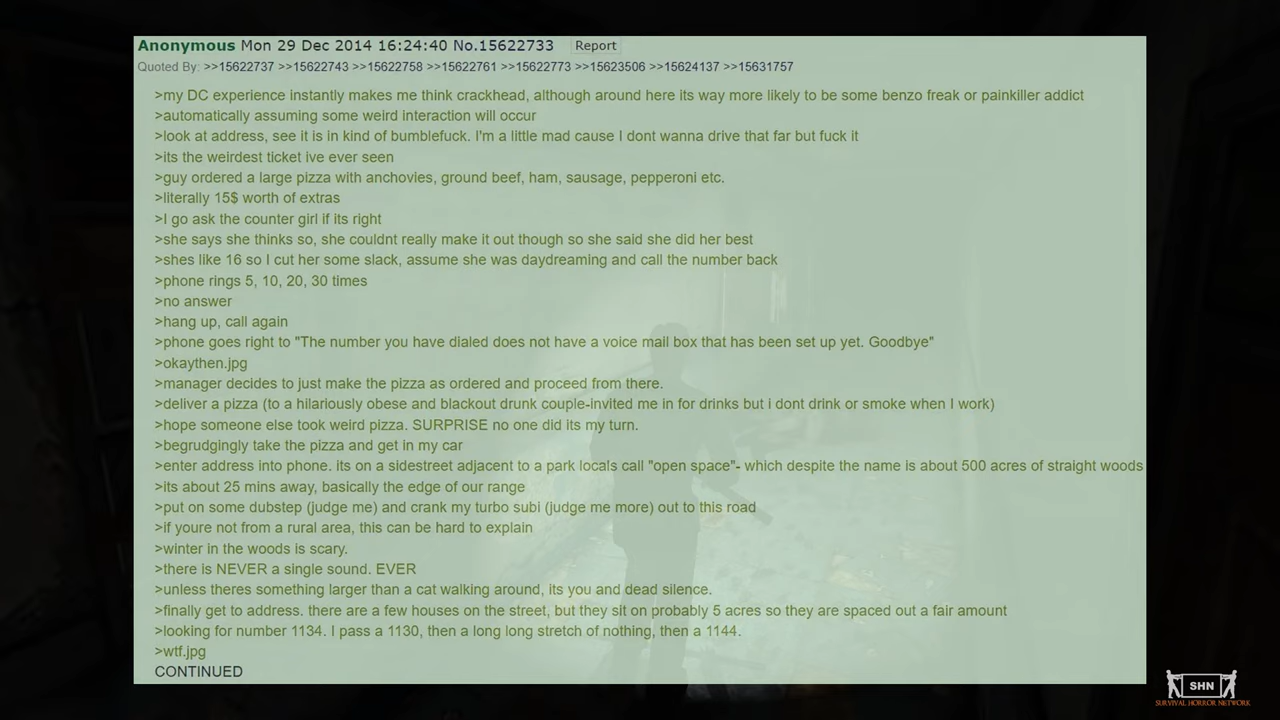 Anonymous Mon 29 Dec 2014 16:24:40 No.15622733 Report
Quoted By: >>15622737 >>15622743 >>15622758 >>15622761 >>15622773 >>15623506 >>15624137 >>15631757
>my DC experience instantly makes me think crackhead, although around here its way more likely to be some benzo freak or painkiller addict
>automatically assuming some weird interaction will occur
>look at address, see it is in kind of bumblefuck. I'm a little mad cause I dont wanna drive that far but fuck it
>its the weirdest ticket ive ever seen
>guy ordered a large pizza with anchovies, ground beef, ham, sausage, pepperoni etc.
>literally 15$ worth of extras
>I go ask the counter girl if its right
>she says she thinks so, she couldnt really make it out though so she said she did her best
>shes like 16 so I cut her some slack, assume she was daydreaming and call the number back
>phone rings 5, 10, 20, 30 times
>no answer
>hang up, call again
>phone goes right to "The number you have dialed does not have a voice mail box that has been set up yet. Goodbye"
>okaythen.jpg
>manager decides to just make the pizza as ordered and proceed from there.
>deliver a pizza (to a hilariously obese and blackout drunk couple-invited me in for drinks but i dont drink or smoke when I work)
>hope someone else took weird pizza. SURPRISE no one did its my turn.
>begrudgingly take the pizza and get in my car
>enter address into phone. its on a sidestreet adjacent to a park locals call "open space"- which despite the name is about 500 acres of straight woods
>its about 25 mins away, basically the edge of our range
>put on some dubstep (judge me) and crank my turbo subi (judge me more) out to this road
>if youre not from a rural area, this can be hard to explain
>winter in the woods is scary.
>there is NEVER a single sound. EVER
>unless theres something larger than a cat walking around, its you and dead silence.
>finally get to address. there are a few houses on the street, but they sit on probably 5 acres so they are spaced out a fair amount
>looking for number 1134. I pass a 1130, then a long long stretch of nothing, then a 1144.
>wtf.jpg
CONTINUED
SHN
SURVIVAL HORROR NETWORK